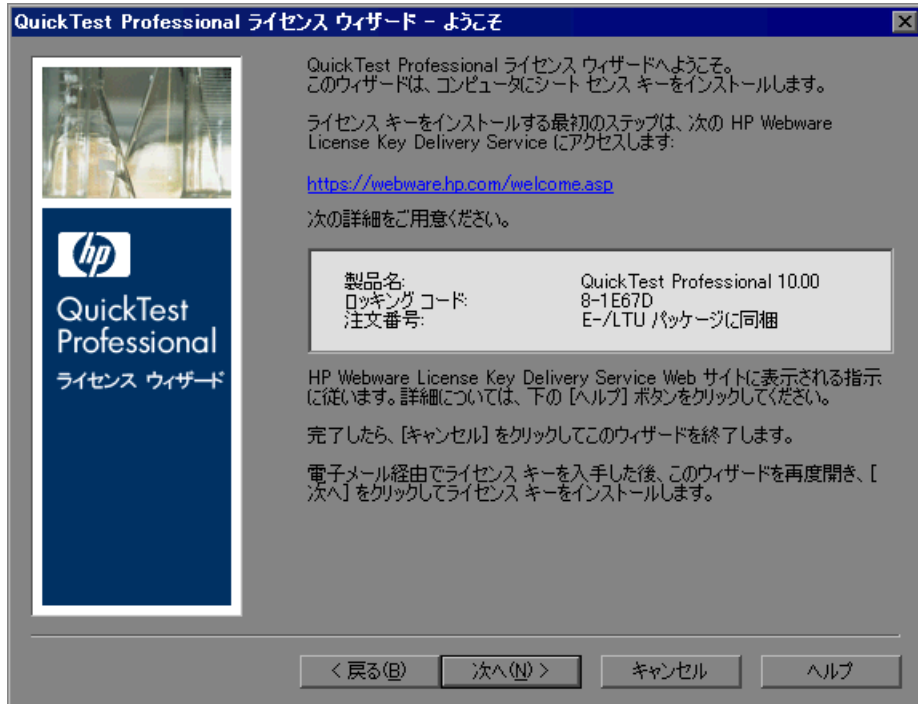 QuickTest Professional ライセンス ウィザード - ようこそ
QuickTest Professional ライセンス ウィザードへようこそ。
このウィザードは、コンピュータにシート センス キーをインストールします。
ライセンス キーをインストールする最初のステップは、次の HP Webware
License Key Delivery Service にアクセスします:
https://webware.hp.com/welcome.asp
次の詳細をご用意ください。
製品名: QuickTest Professional 10.00
ロッキング コード: 8-1E67D
注文番号: E-/LTU パッケージに同梱
hp
QuickTest
Professional
ライセンス ウィザード
HP Webware License Key Delivery Service Web サイトに表示される指示
に従います。詳細については、下の [ヘルプ] ボタンをクリックしてください。
完了したら、[キャンセル] をクリックしてこのウィザードを終了します。
電子メール経由でライセンス キーを入手した後、このウィザードを再度開き、[
次へ] をクリックしてライセンス キーをインストールします。
< 戻る(B) 次へ(N) > キャンセル ヘルプ